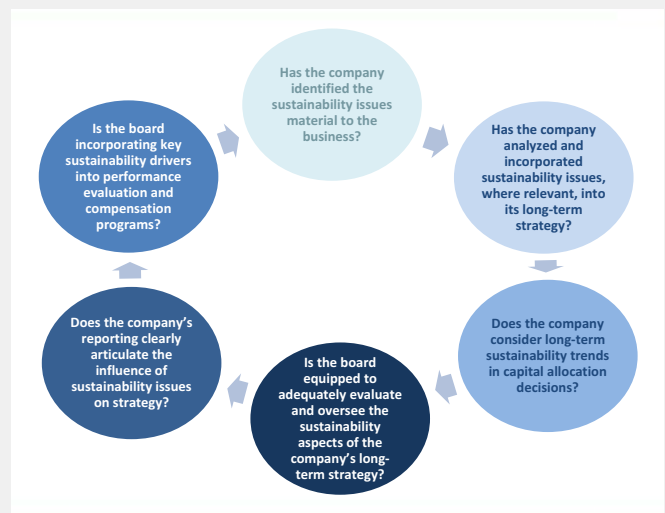 Has the company
identified the
sustainability issues
material to the
business?
Has the company
analyzed and
incorporated
sustainability issues,
where relevant, into
its long-term
strategy?
Does the company
consider long-term
sustainability trends
in capital allocation
decisions?
Is the board
equipped to
adequately evaluate
and oversee the
sustainability
aspects of the
company's long-
term strategy?
Does the company's
reporting clearly
articulate the
influence of
sustainability issues
on strategy?
Is the board
incorporating key
sustainability drivers
into performance
evaluation and
compensation
programs?